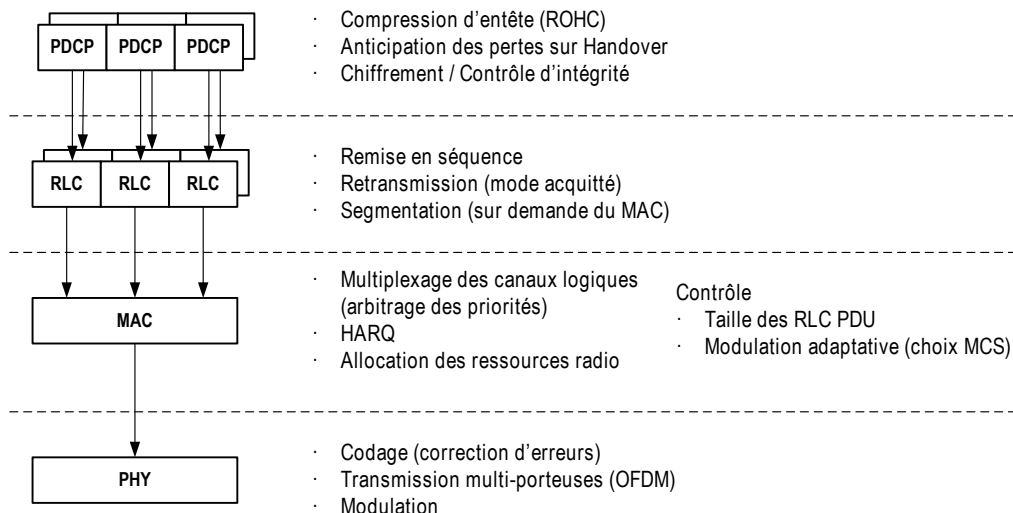 PDCP PDCP PDCP
· Compression d’entête (ROHC)
· Anticipation des pertes sur Handover
· Chiffrement / Contrôle d’intégrité
RLC RLC RLC
· Remise en séquence
· Retransmission (mode acquitté)
· Segmentation (sur demande du MAC)
MAC
· Multiplexage des canaux logiques
(arbitrage des priorités)
· HARQ
· Allocation des ressources radio
Contrôle
· Taille des RLC PDU
· Modulation adaptative (choix MCS)
PHY
· Codage (correction d’erreurs)
· Transmission multi-porteuses (OFDM)
· Modulation